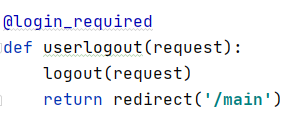 @login_required
def userlogout(request):
    logout(request)
    return redirect('/main')